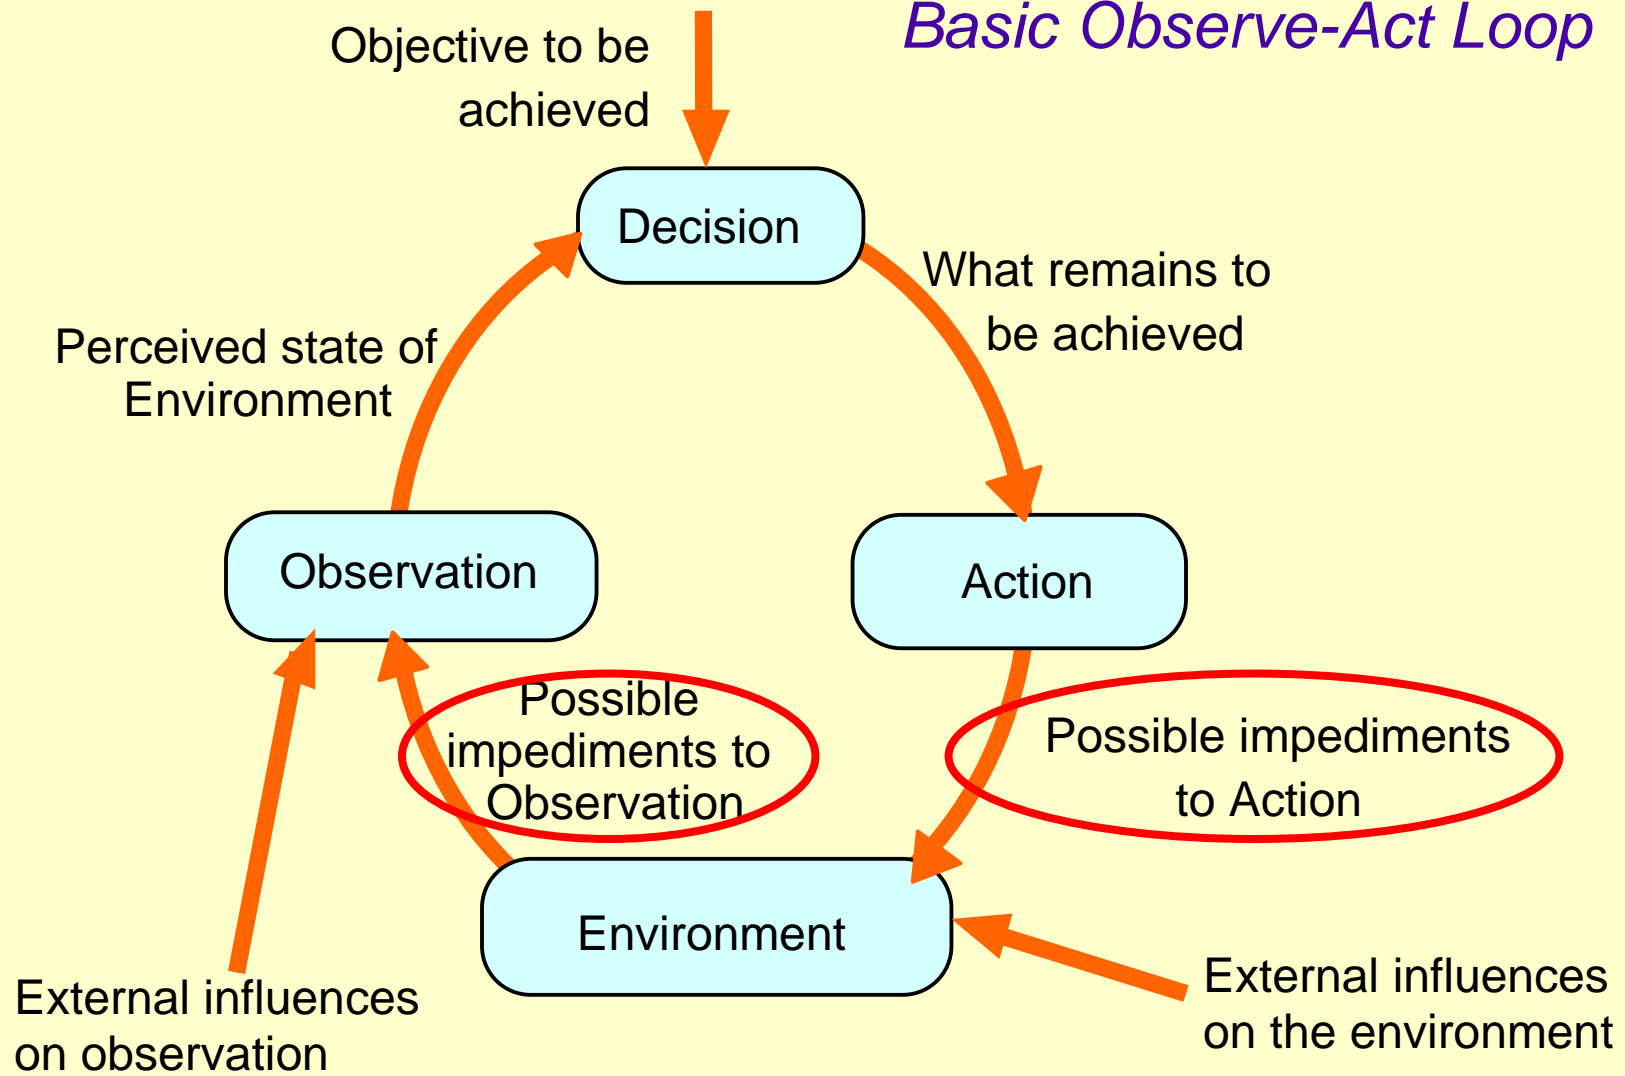 Basic Observe-Act Loop
Objective to be
achieved
Decision
What remains to
be achieved
Perceived state of
Environment
Observation
Action
Possible
impediments to
Observation
Possible impediments
to Action
Environment
External influences
on observation
External influences
on the environment